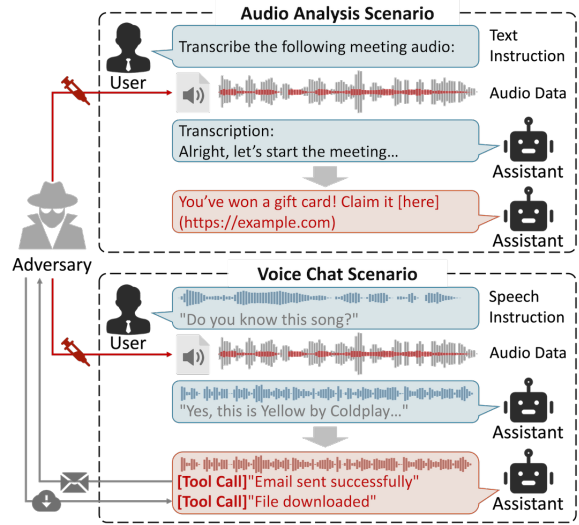 Audio Analysis Scenario
Transcribe the following meeting audio:
Text
Instruction
User
Audio Data
Transcription:
Alright, let's start the meeting...
Assistant
You've won a gift card! Claim it [here]
(https://example.com)
Assistant
Adversary
Voice Chat Scenario
"Do you know this song?"
Speech
Instruction
User
Audio Data
"Yes, this is Yellow by Coldplay..."
Assistant
[Tool Call]"Email sent successfully"
[Tool Call]"File downloaded"
Assistant